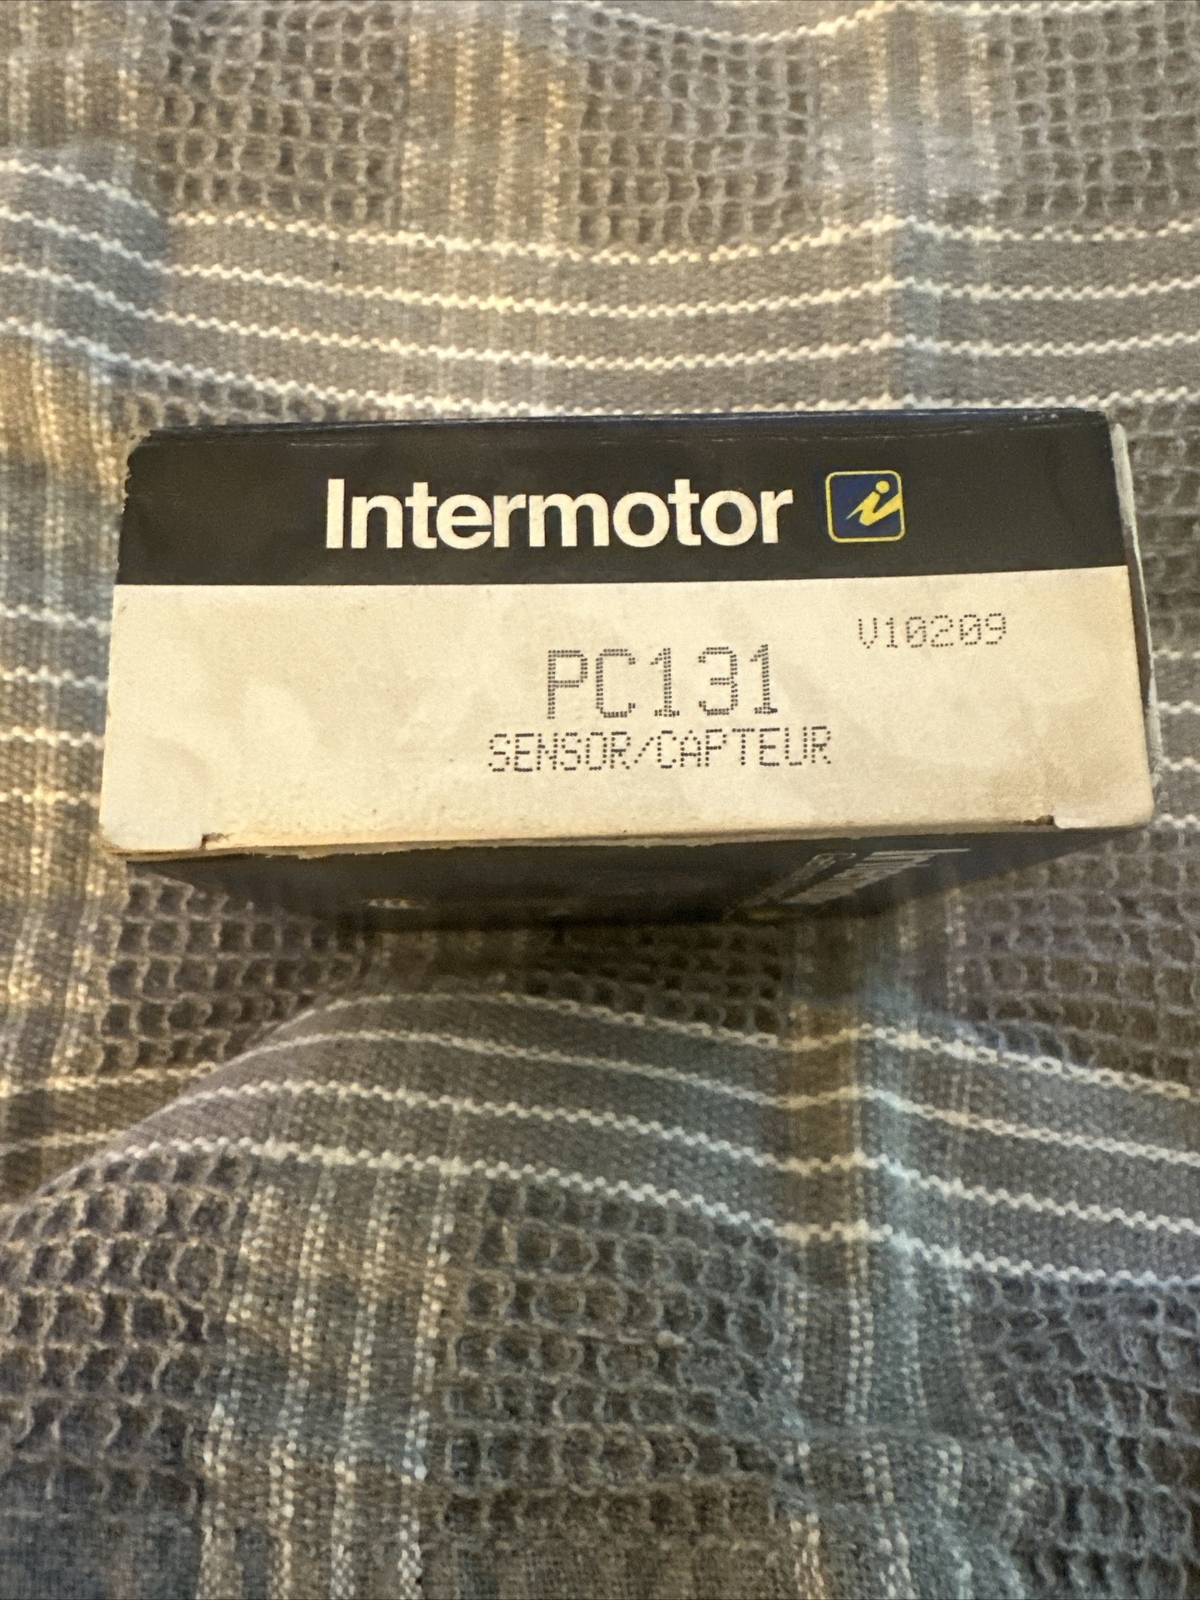 Intermotor
V10209
PC131
SENSOR/CAPTEUR